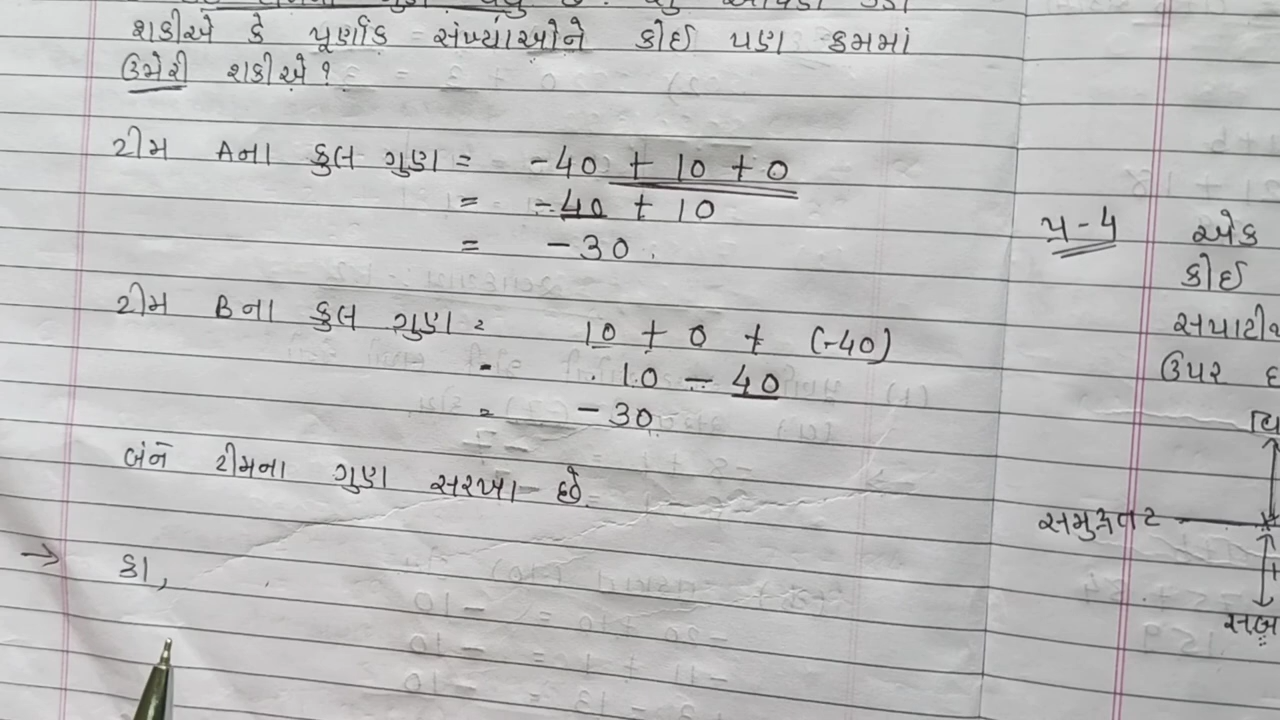 શકીએ કે પૂર્ણાંક સંખ્યાઓને કોઈ પણ ક્રમમાં
ઉમેરી શકીએ?
ટીમ Aના કુલ ગુણ = -40 + 10 + 0
= -40 + 10
= -30
ટીમ Bના કુલ ગુણ = 10 + 0 + (-40)
= 10 - 40
= -30
બંને ટીમના ગુણ સરખા છે.
→ હા,
પ્ર-4 એક
કોઈ
સપાટી
ઉપર
સમુદ્રતટ
સબ